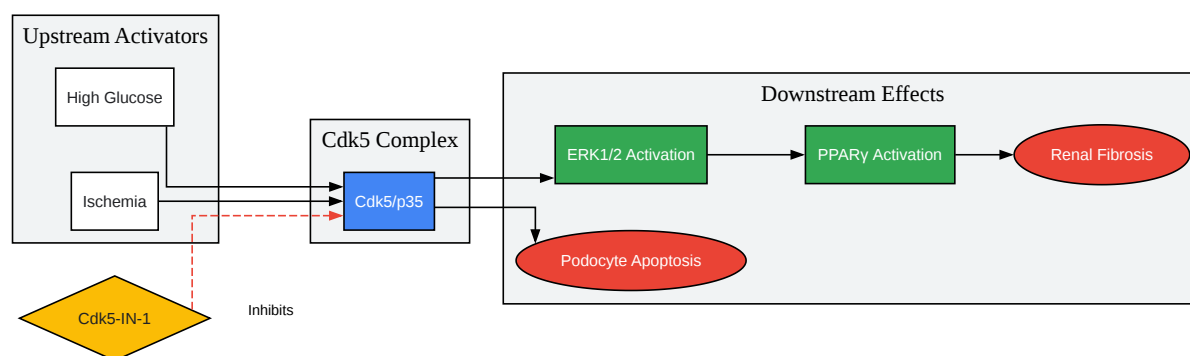 Upstream Activators
High Glucose
Ischemia
Cdk5-IN-1
Inhibits
Cdk5 Complex
Cdk5/p35
Downstream Effects
ERK1/2 Activation
PPARγ Activation
Renal Fibrosis
Podocyte Apoptosis